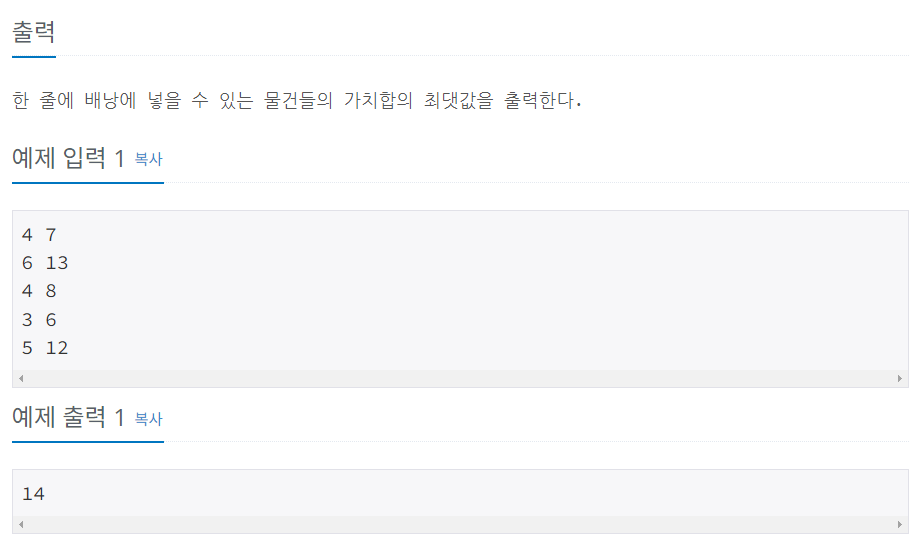 출력
한 줄에 배낭에 넣을 수 있는 물건들의 가치합의 최댓값을 출력한다.
예제 입력 1 복사
4 7
6 13
4 8
3 6
5 12
예제 출력 1 복사
14